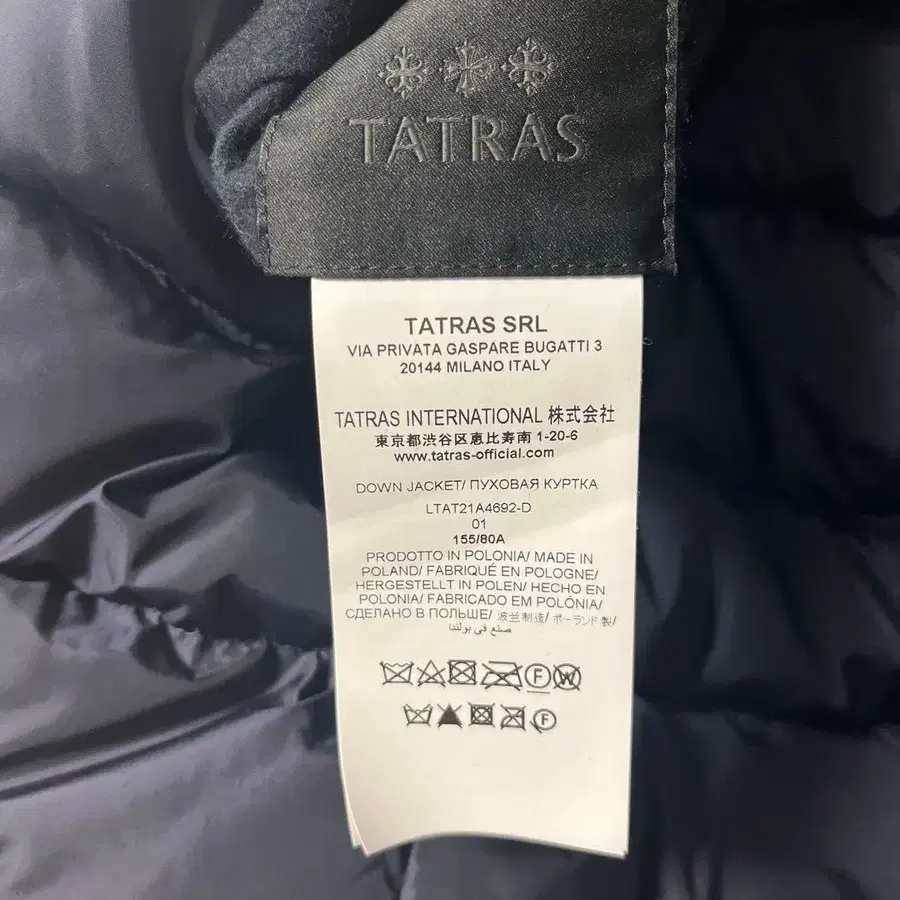 TATRAS
TATRAS SRL
VIA PRIVATA GASPARE BUGATTI 3
20144 MILANO ITALY
TATRAS INTERNATIONAL 株式会社
東京都渋谷区恵比寿南 1-20-6
www.tatras-official.com
DOWN JACKET/ ПУХОВАЯ КУРТКА
LTAT21A4692-D
01
155/80A
PRODOTTO IN POLONIA/ MADE IN
POLAND/ FABRIQUÉ EN POLOGNE/
HERGESTELLT IN POLEN/ HECHO EN
POLONIA/ FABRICADO EM POLÓNIA/
СДЕЛАНО В ПОЛЬШЕ/ 波兰制造/ ポーランド製/
صنع في بولندا
F W
F